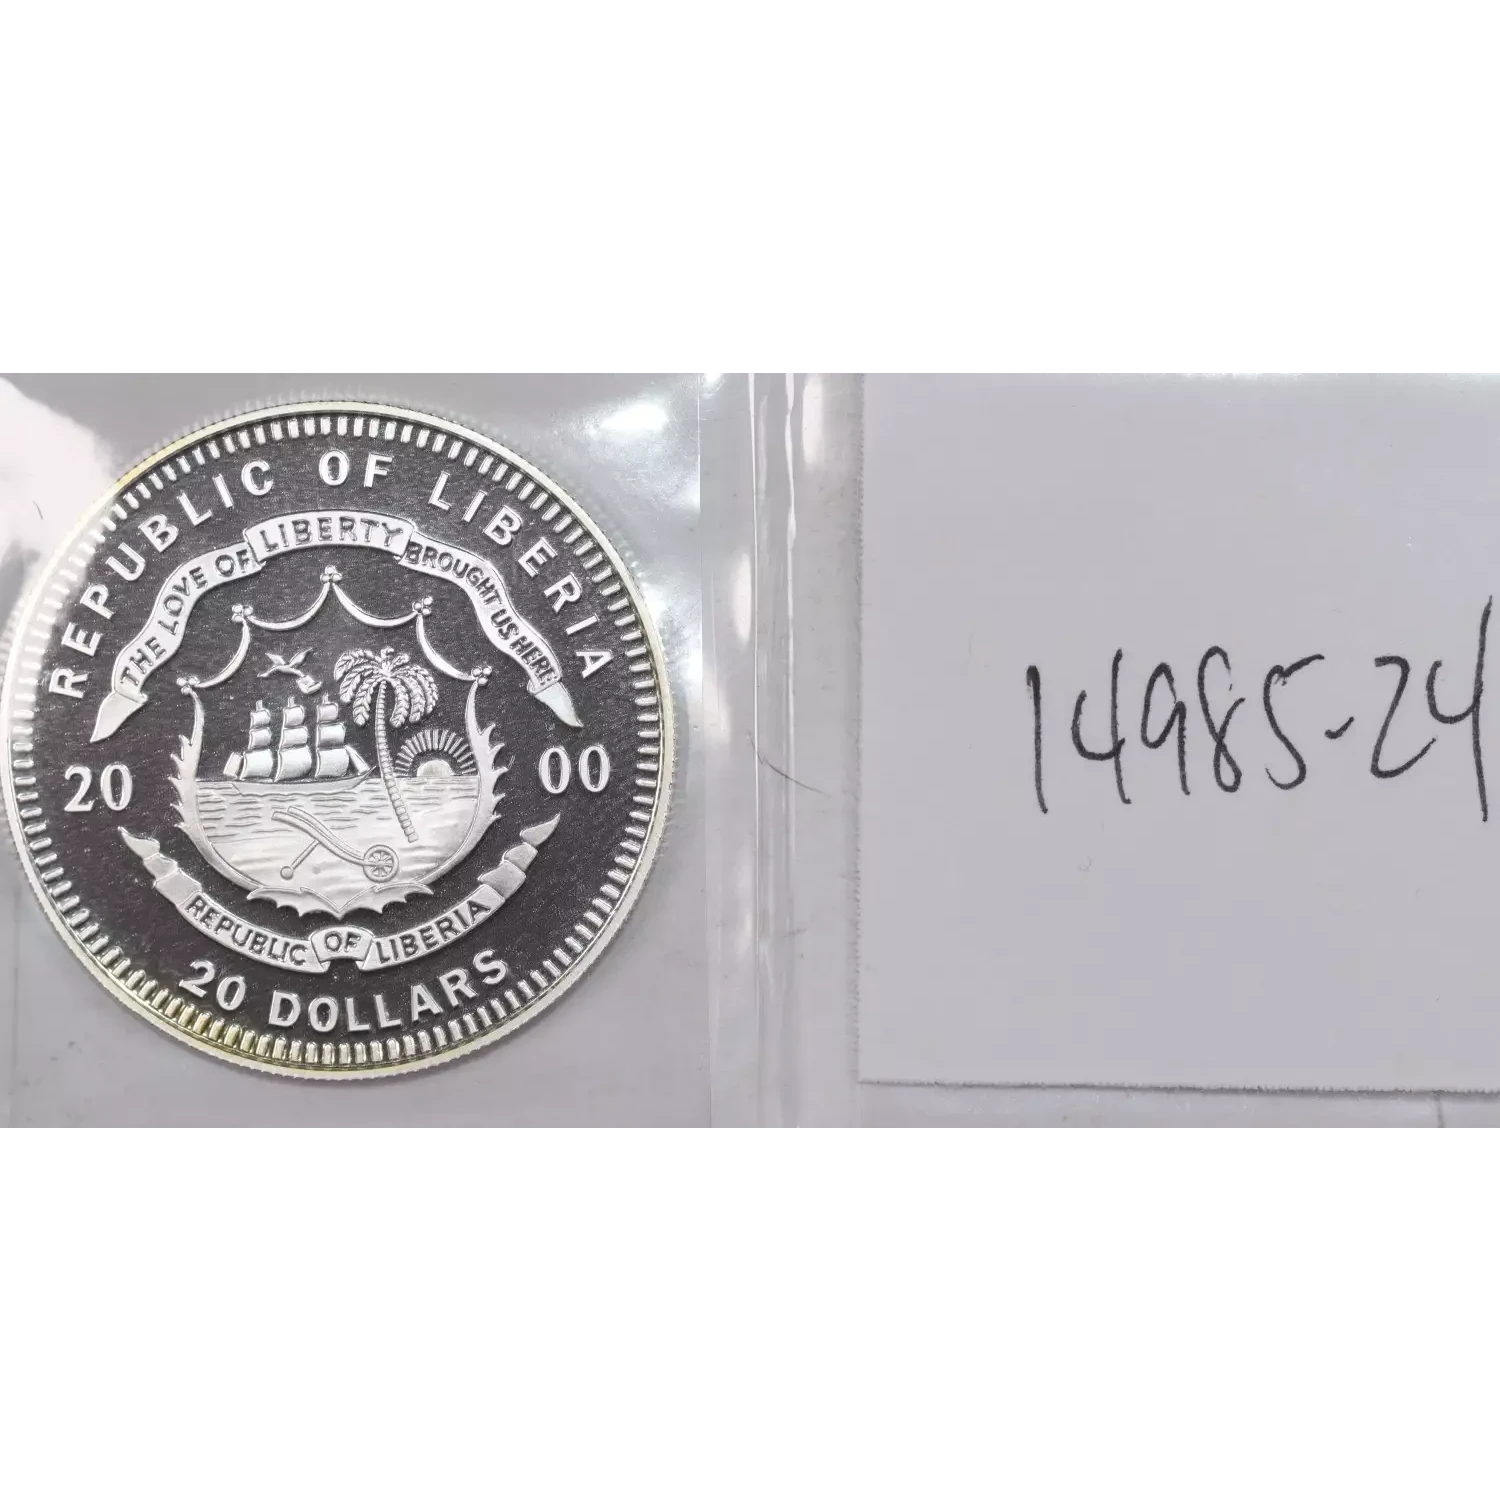 REPUBLIC OF LIBERIA
THE LOVE OF LIBERTY BROUGHT US HERE
20 00
REPUBLIC OF LIBERIA
20 DOLLARS
14985-24